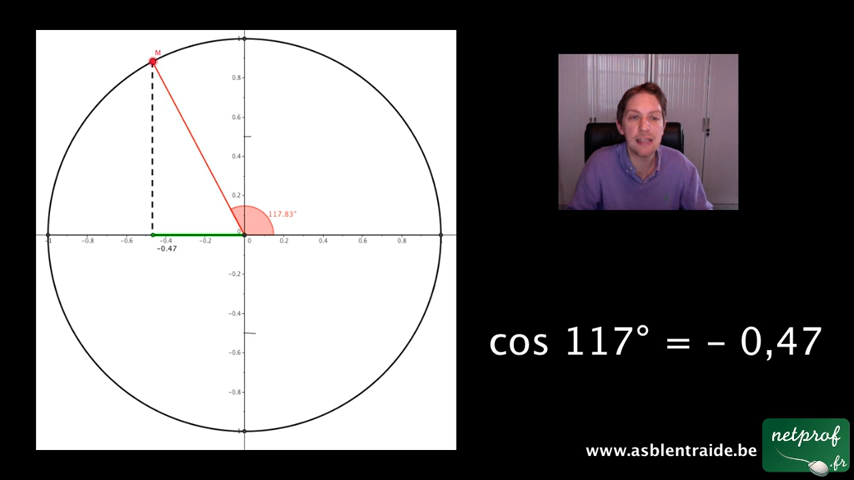 M
1
0.8
0.6
0.4
0.2
117.83°
-1 -0.8 -0.6 -0.4 -0.2 0 0.2 0.4 0.6 0.8 1
-0.47
-0.2
-0.4
-0.6
-0.8
-1
cos 117° = – 0,47
www.asblentraide.be
netprof
.fr